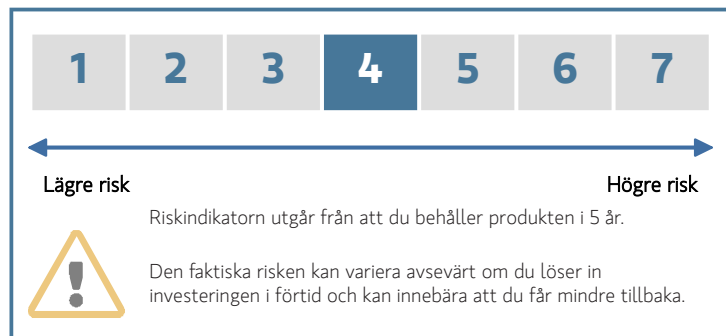 1 2 3 4 5 6 7
Lägre risk Högre risk
Riskindikatorn utgår från att du behåller produkten i 5 år.
Den faktiska risken kan variera avsevärt om du löser in
investeringen i förtid och kan innebära att du får mindre tillbaka.